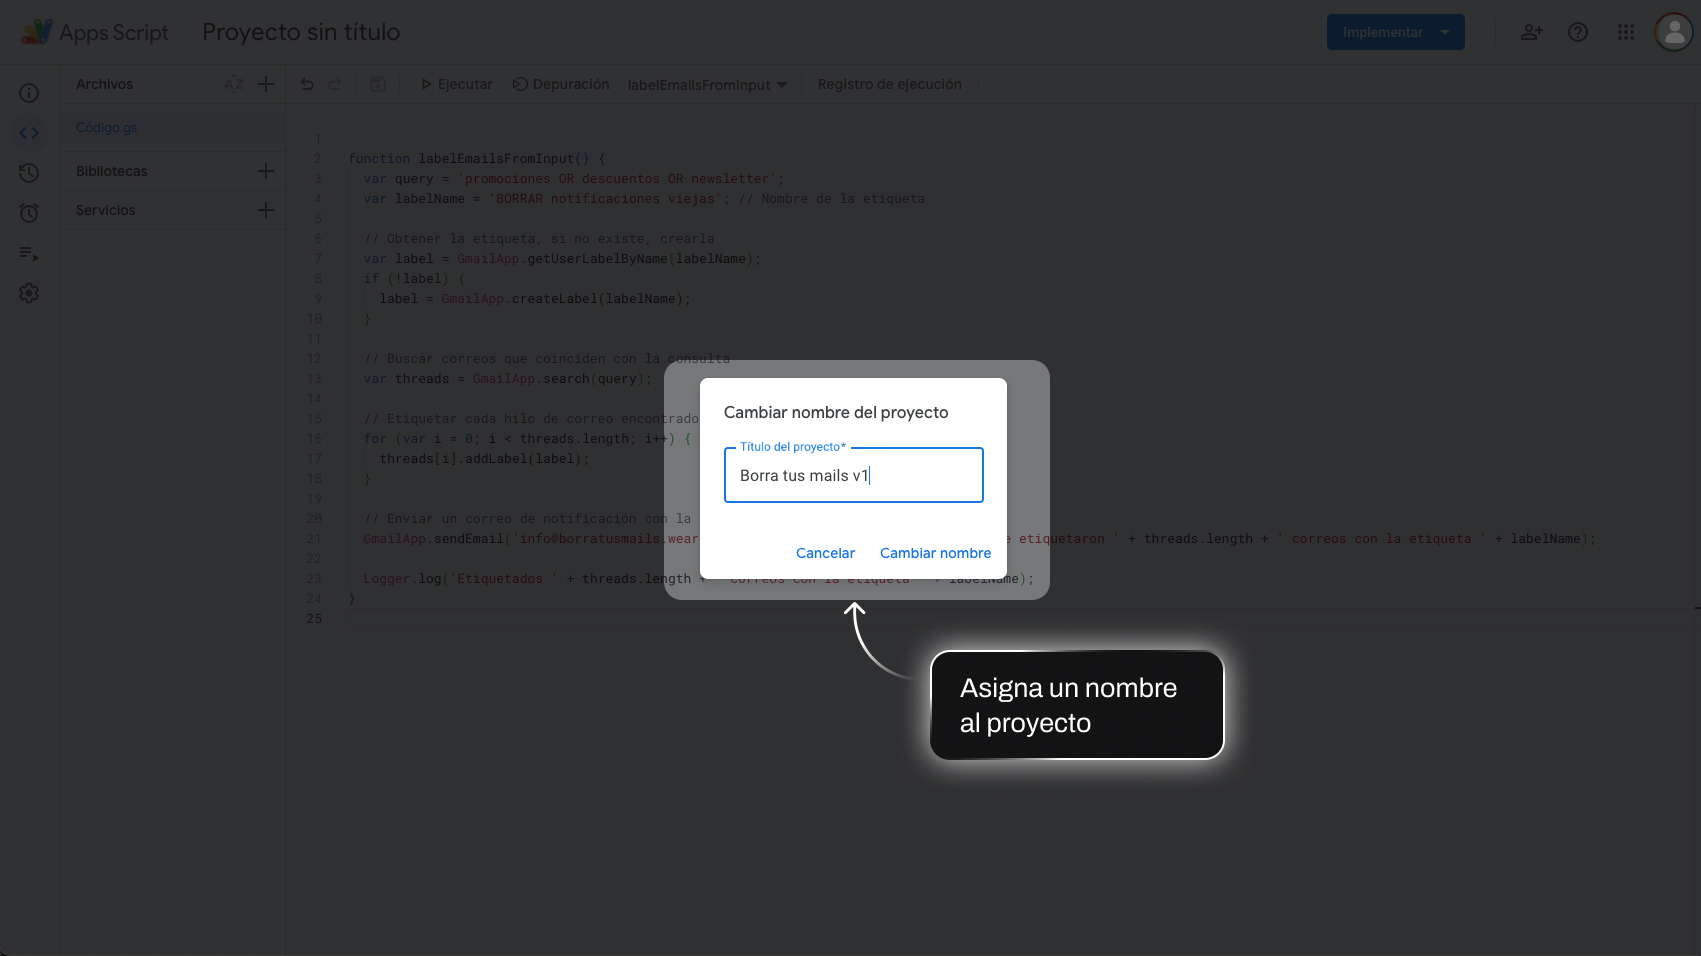 Apps Script
Proyecto sin título
Implementar
Archivos
AZ
Ejecutar
Depuración
labelEmailsFromInput
Registro de ejecución
Código.gs
Bibliotecas
Servicios
1
2 function labelEmailsFromInput() {
3 var query = 'promociones OR descuentos OR newsletter';
4 var labelName = 'BORRAR notificaciones viejas'; // Nombre de la etiqueta
5
6 // Obtener la etiqueta, si no existe, crearla
7 var label = GmailApp.getUserLabelByName(labelName);
8 if (!label) {
9 label = GmailApp.createLabel(labelName);
10 }
11
12 // Buscar correos que coinciden con la consulta
13 var threads = GmailApp.search(query);
14
15 // Etiquetar cada hilo de correo encontrado
16 for (var i = 0; i < threads.length; i++) {
17 threads[i].addLabel(label);
18 }
19
20 // Enviar un correo de notificación con la
21 GmailApp.sendEmail('info@borratusmails.wear etiquetaron ' + threads.length + ' correos con la etiqueta ' + labelName);
22
23 Logger.log('Etiquetados ' + threads.length + ' correos con la etiqueta ' + labelName);
24 }
25
Cambiar nombre del proyecto
Título del proyecto*
Borra tus mails v1
Cancelar
Cambiar nombre
Asigna un nombre
al proyecto